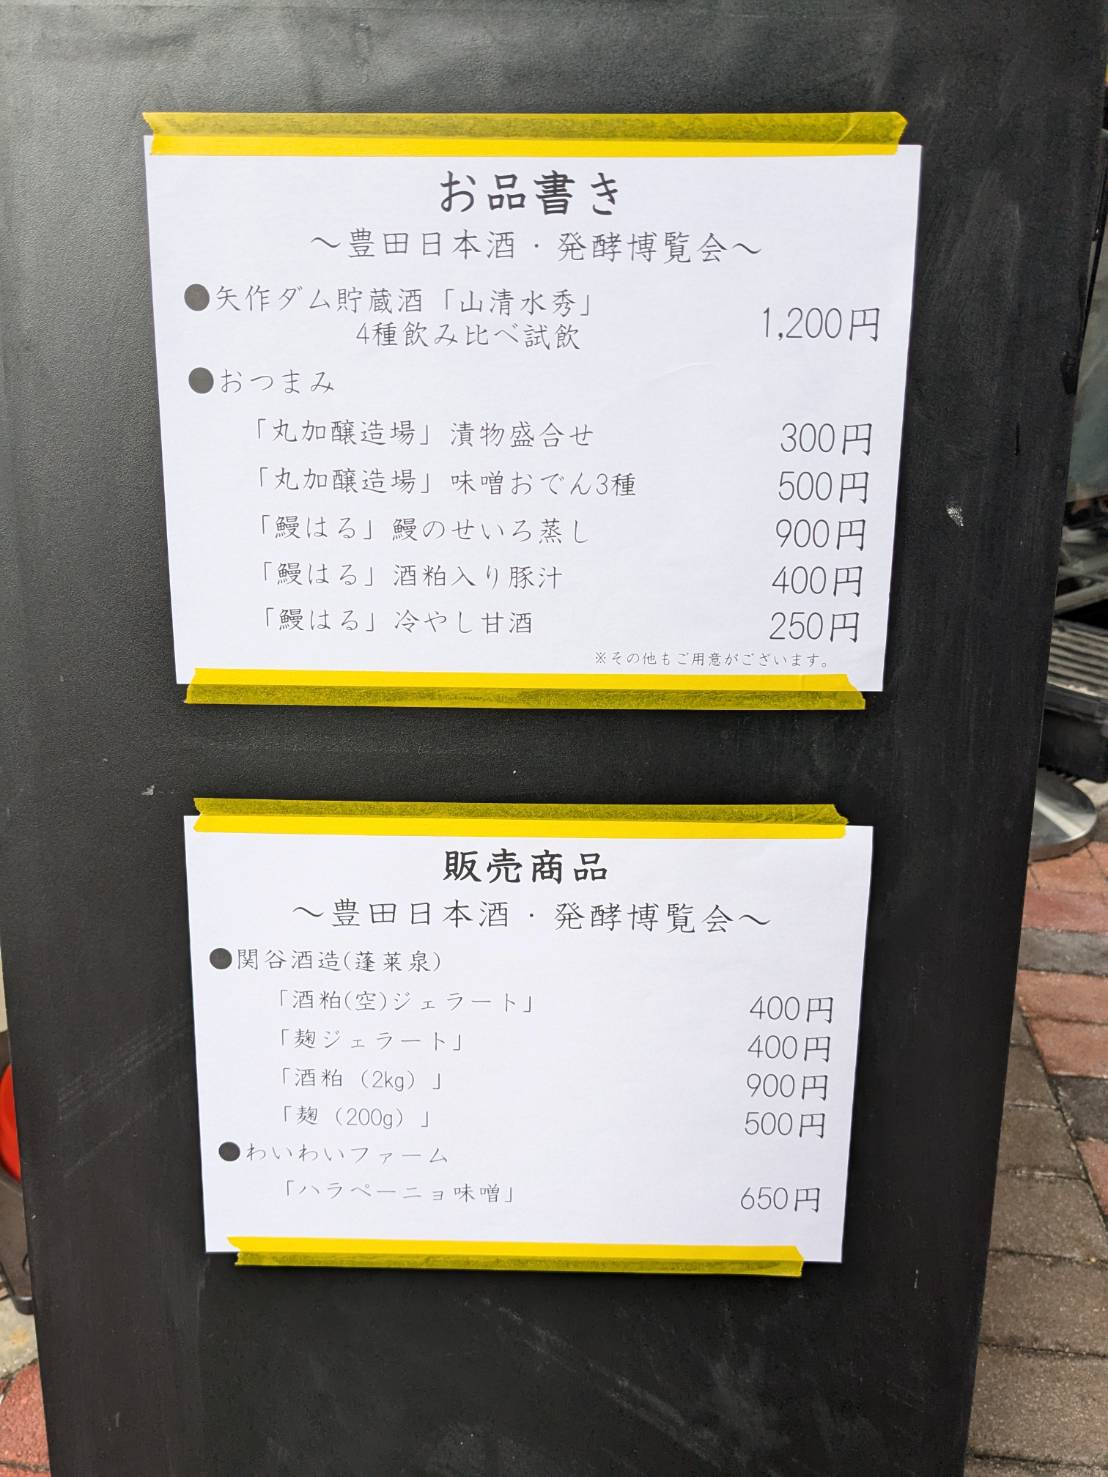 お品書き
～豊田日本酒・発酵博覧会～
●矢作ダム貯蔵酒「山清水秀」
4種飲み比べ試飲 1,200円
●おつまみ
「丸加醸造場」漬物盛合せ 300円
「丸加醸造場」味噌おでん3種 500円
「鰻はる」鰻のせいろ蒸し 900円
「鰻はる」酒粕入り豚汁 400円
「鰻はる」冷やし甘酒 250円
※その他もご用意がございます。
販売商品
～豊田日本酒・発酵博覧会～
●関谷酒造(蓬莱泉)
「酒粕(空)ジェラート」 400円
「麹ジェラート」 400円
「酒粕（2kg）」 900円
「麹（200g）」 500円
●わいわいファーム
「ハラペーニョ味噌」 650円